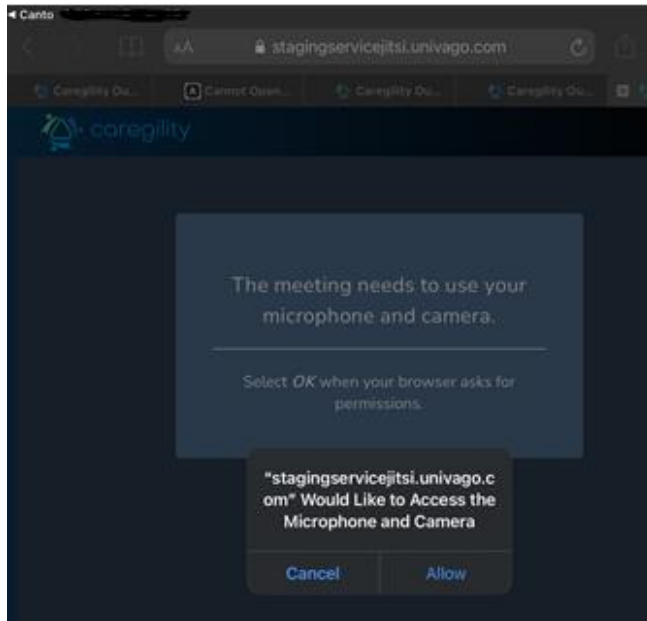 ◀ Canto
AA stagingservicejitsi.univago.com
Caregility Ou... Cannot Open... Caregility Ou... Caregility Ou...
caregility
The meeting needs to use your
microphone and camera.
Select OK when your browser asks for
permissions.
"stagingservicejitsi.univago.c
om" Would Like to Access the
Microphone and Camera
Cancel Allow